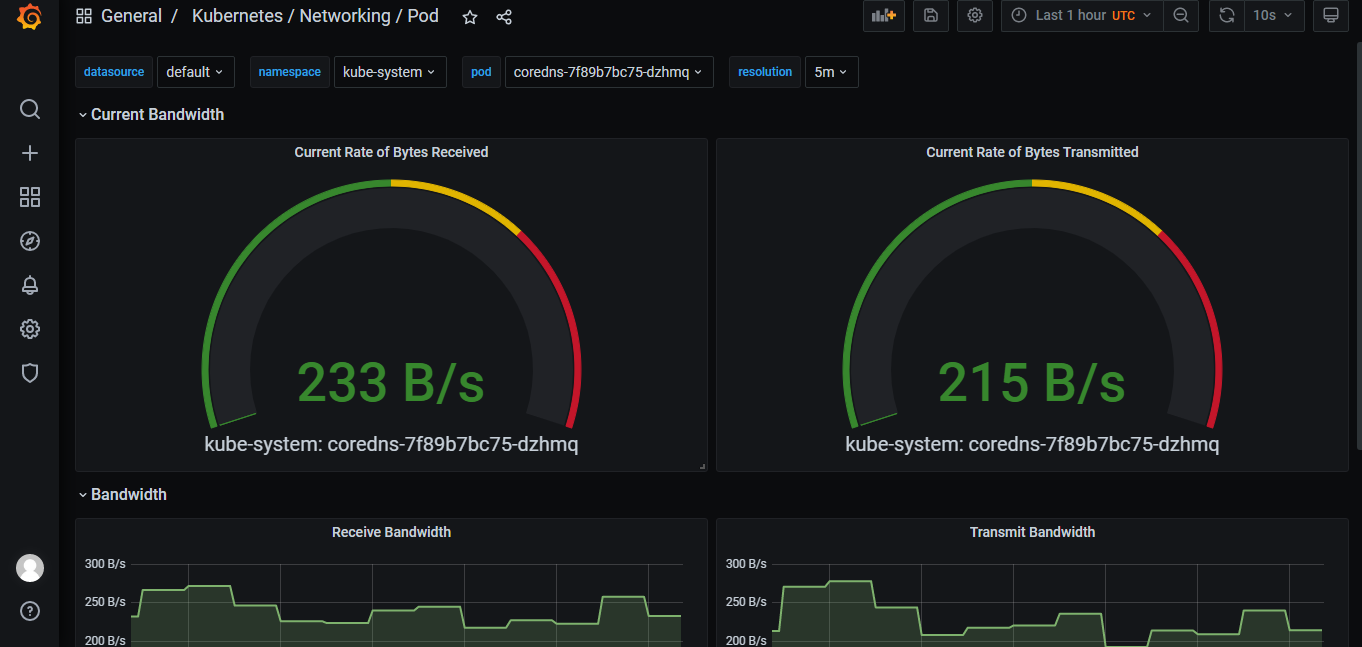 General / Kubernetes / Networking / Pod
Last 1 hour UTC
10s
datasource default namespace kube-system pod coredns-7f89b7bc75-dzhmq resolution 5m
Current Bandwidth
Current Rate of Bytes Received
233 B/s
kube-system: coredns-7f89b7bc75-dzhmq
Current Rate of Bytes Transmitted
215 B/s
kube-system: coredns-7f89b7bc75-dzhmq
Bandwidth
Receive Bandwidth
300 B/s
250 B/s
200 B/s
Transmit Bandwidth
300 B/s
250 B/s
200 B/s